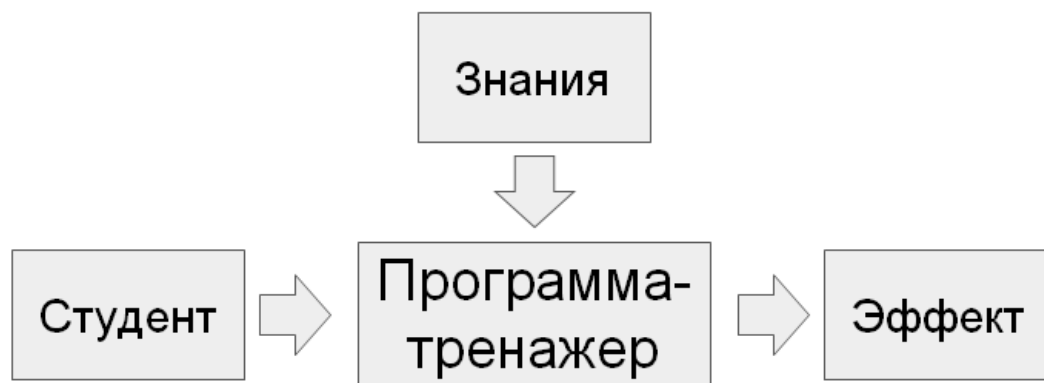 Знания
Студент
Программа-
тренажер
Эффект